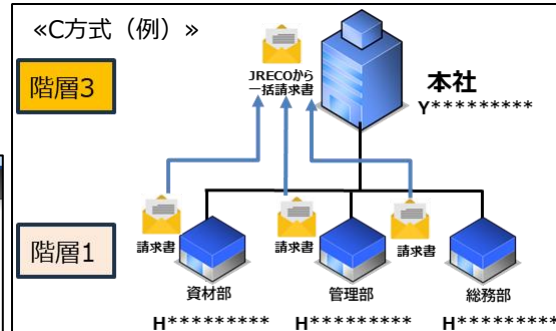 ≪C方式（例）≫
階層3
JRECOから
一括請求書
本社
Y*********
階層1
請求書
請求書
請求書
資材部
管理部
総務部
H*********
H*********
H*********